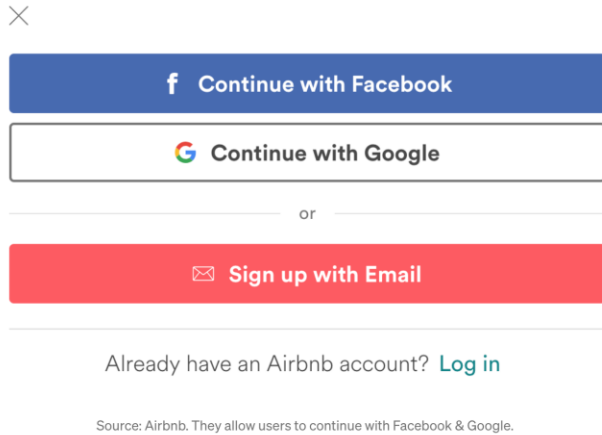 f Continue with Facebook
G Continue with Google
or
Sign up with Email
Already have an Airbnb account? Log in
Source: Airbnb. They allow users to continue with Facebook & Google.